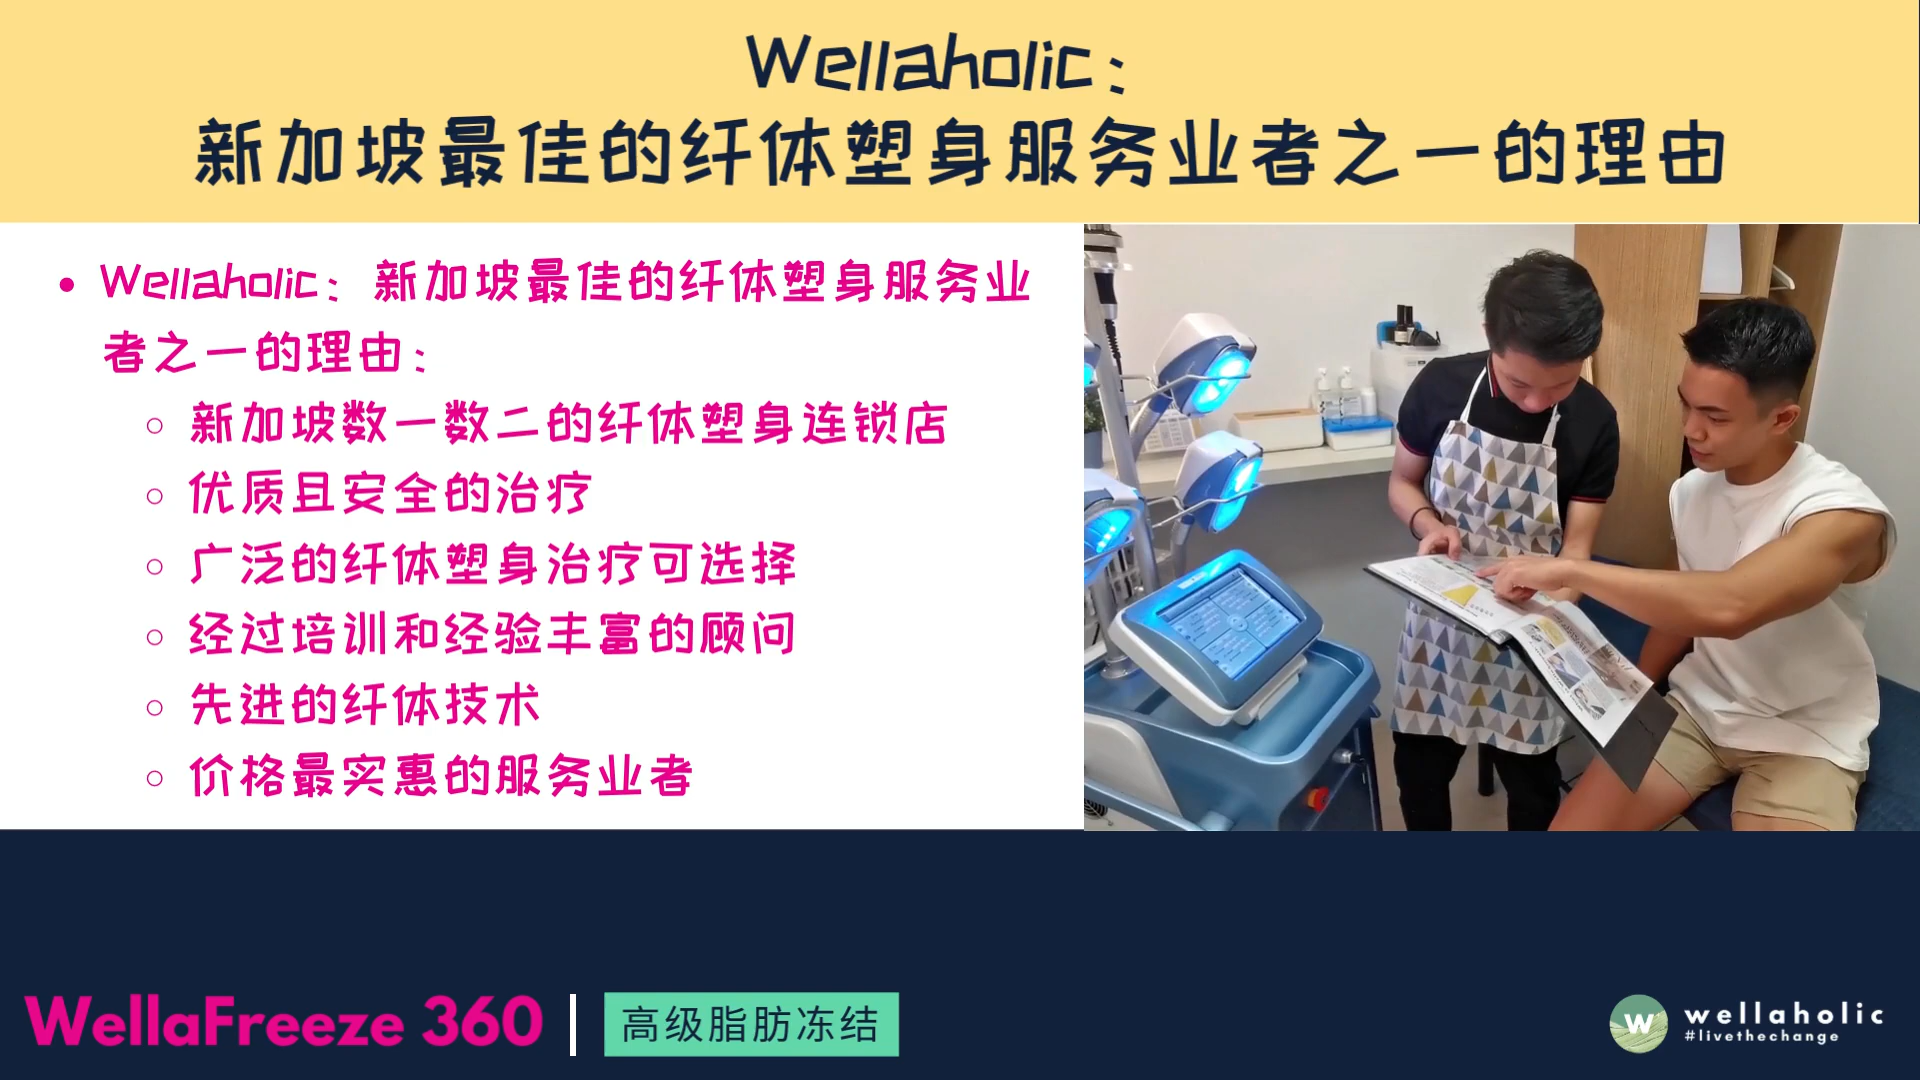 Wellaholic：
新加坡最佳的纤体塑身服务业者之一的理由
• Wellaholic：新加坡最佳的纤体塑身服务业
者之一的理由：
○ 新加坡数一数二的纤体塑身连锁店
○ 优质且安全的治疗
○ 广泛的纤体塑身治疗可选择
○ 经过培训和经验丰富的顾问
○ 先进的纤体技术
○ 价格最实惠的服务业者
WellaFreeze 360 | 高级脂肪冻结
W wellaholic
#livethechange